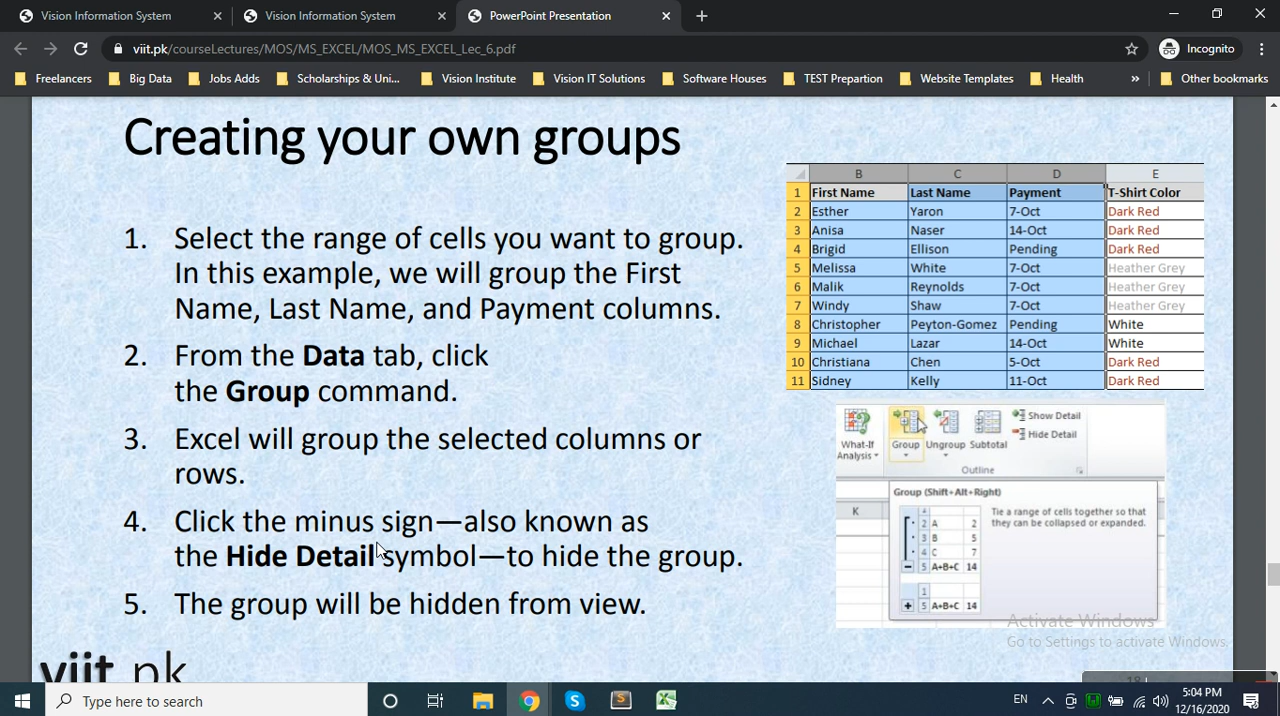 Vision Information System
Vision Information System
PowerPoint Presentation
viit.pk/courseLectures/MOS/MS_EXCEL/MOS_MS_EXCEL_Lec_6.pdf
Incognito
Freelancers
Big Data
Jobs Adds
Scholarships & Uni...
Vision Institute
Vision IT Solutions
Software Houses
TEST Prepartion
Website Templates
Health
»
Other bookmarks
Creating your own groups
1. Select the range of cells you want to group.
In this example, we will group the First
Name, Last Name, and Payment columns.
2. From the Data tab, click
the Group command.
3. Excel will group the selected columns or
rows.
4. Click the minus sign—also known as
the Hide Detail symbol—to hide the group.
5. The group will be hidden from view.
B C D E
1 First Name Last Name Payment T-Shirt Color
2 Esther Yaron 7-Oct Dark Red
3 Anisa Naser 14-Oct Dark Red
4 Brigid Ellison Pending Dark Red
5 Melissa White 7-Oct Heather Grey
6 Malik Reynolds 7-Oct Heather Grey
7 Windy Shaw 7-Oct Heather Grey
8 Christopher Peyton-Gomez Pending White
9 Michael Lazar 14-Oct White
10 Christiana Chen 5-Oct Dark Red
11 Sidney Kelly 11-Oct Dark Red
What-If
Analysis
Group
Ungroup
Subtotal
Show Detail
Hide Detail
Outline
K
Group (Shift+Alt+Right)
2 A 2
3 B 5
4 C 7
5 A+B+C 14
1
5 A+B+C 14
Tie a range of cells together so that
they can be collapsed or expanded.
Activate Windows
Go to Settings to activate Windows.
viit.pk
18
Type here to search
EN
5:04 PM
12/16/2020